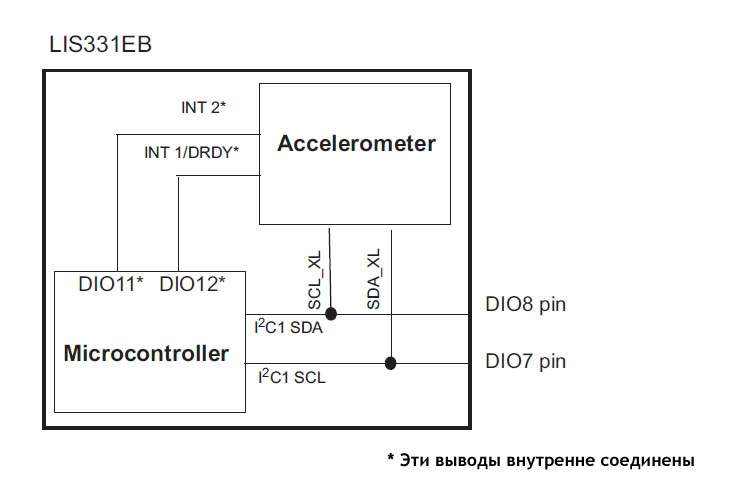 LIS331EB
INT 2*
INT 1/DRDY*
Accelerometer
SCL_XL
SDA_XL
DIO11* DIO12*
DIO8 pin
I²C1 SDA
Microcontroller
DIO7 pin
I²C1 SCL
* Эти выводы внутренне соединены